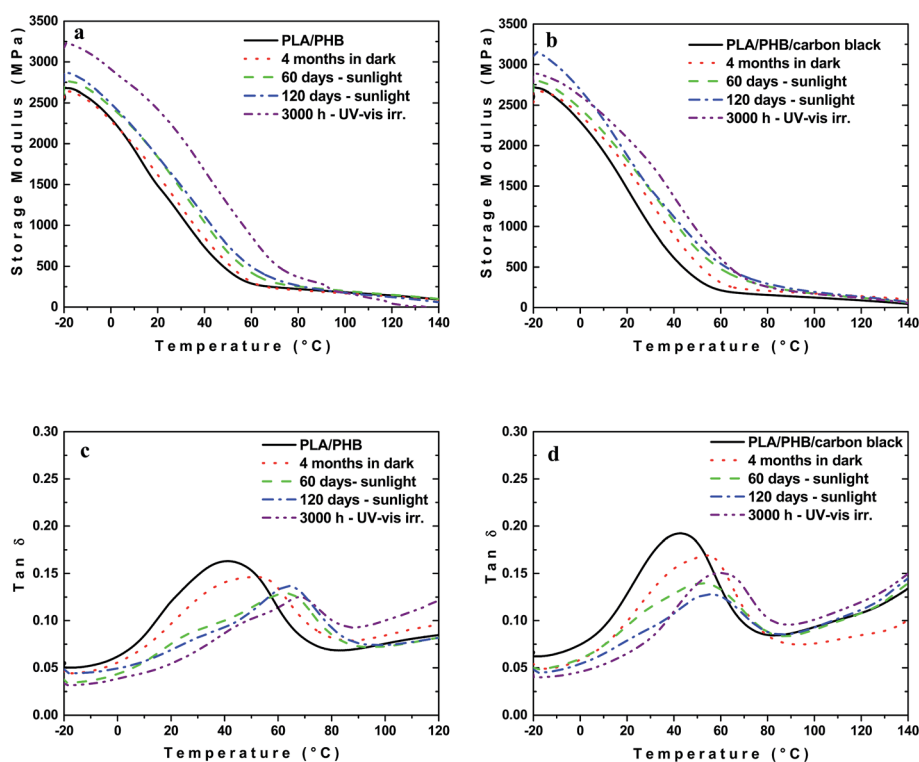 a
3500
3000
2500
2000
1500
1000
500
0
Storage Modulus (MPa)
PLA/PHB
4 months in dark
60 days - sunlight
120 days - sunlight
3000 h - UV-vis irr.
-20 0 20 40 60 80 100 120 140
Temperature (°C)
b
3500
3000
2500
2000
1500
1000
500
0
Storage Modulus (MPa)
PLA/PHB/carbon black
4 months in dark
60 days - sunlight
120 days - sunlight
3000 h - UV-vis irr.
-20 0 20 40 60 80 100 120 140
Temperature (°C)
c
0.30
0.25
0.20
0.15
0.10
0.05
0.00
Tan δ
PLA/PHB
4 months in dark
60 days- sunlight
120 days - sunlight
3000 h - UV-vis irr.
-20 0 20 40 60 80 100 120
Temperature (°C)
d
0.30
0.25
0.20
0.15
0.10
0.05
0.00
Tan δ
PLA/PHB/carbon black
4 months in dark
60 days - sunlight
120 days - sunlight
3000 h - UV-vis irr.
-20 0 20 40 60 80 100 120 140
Temperature (°C)